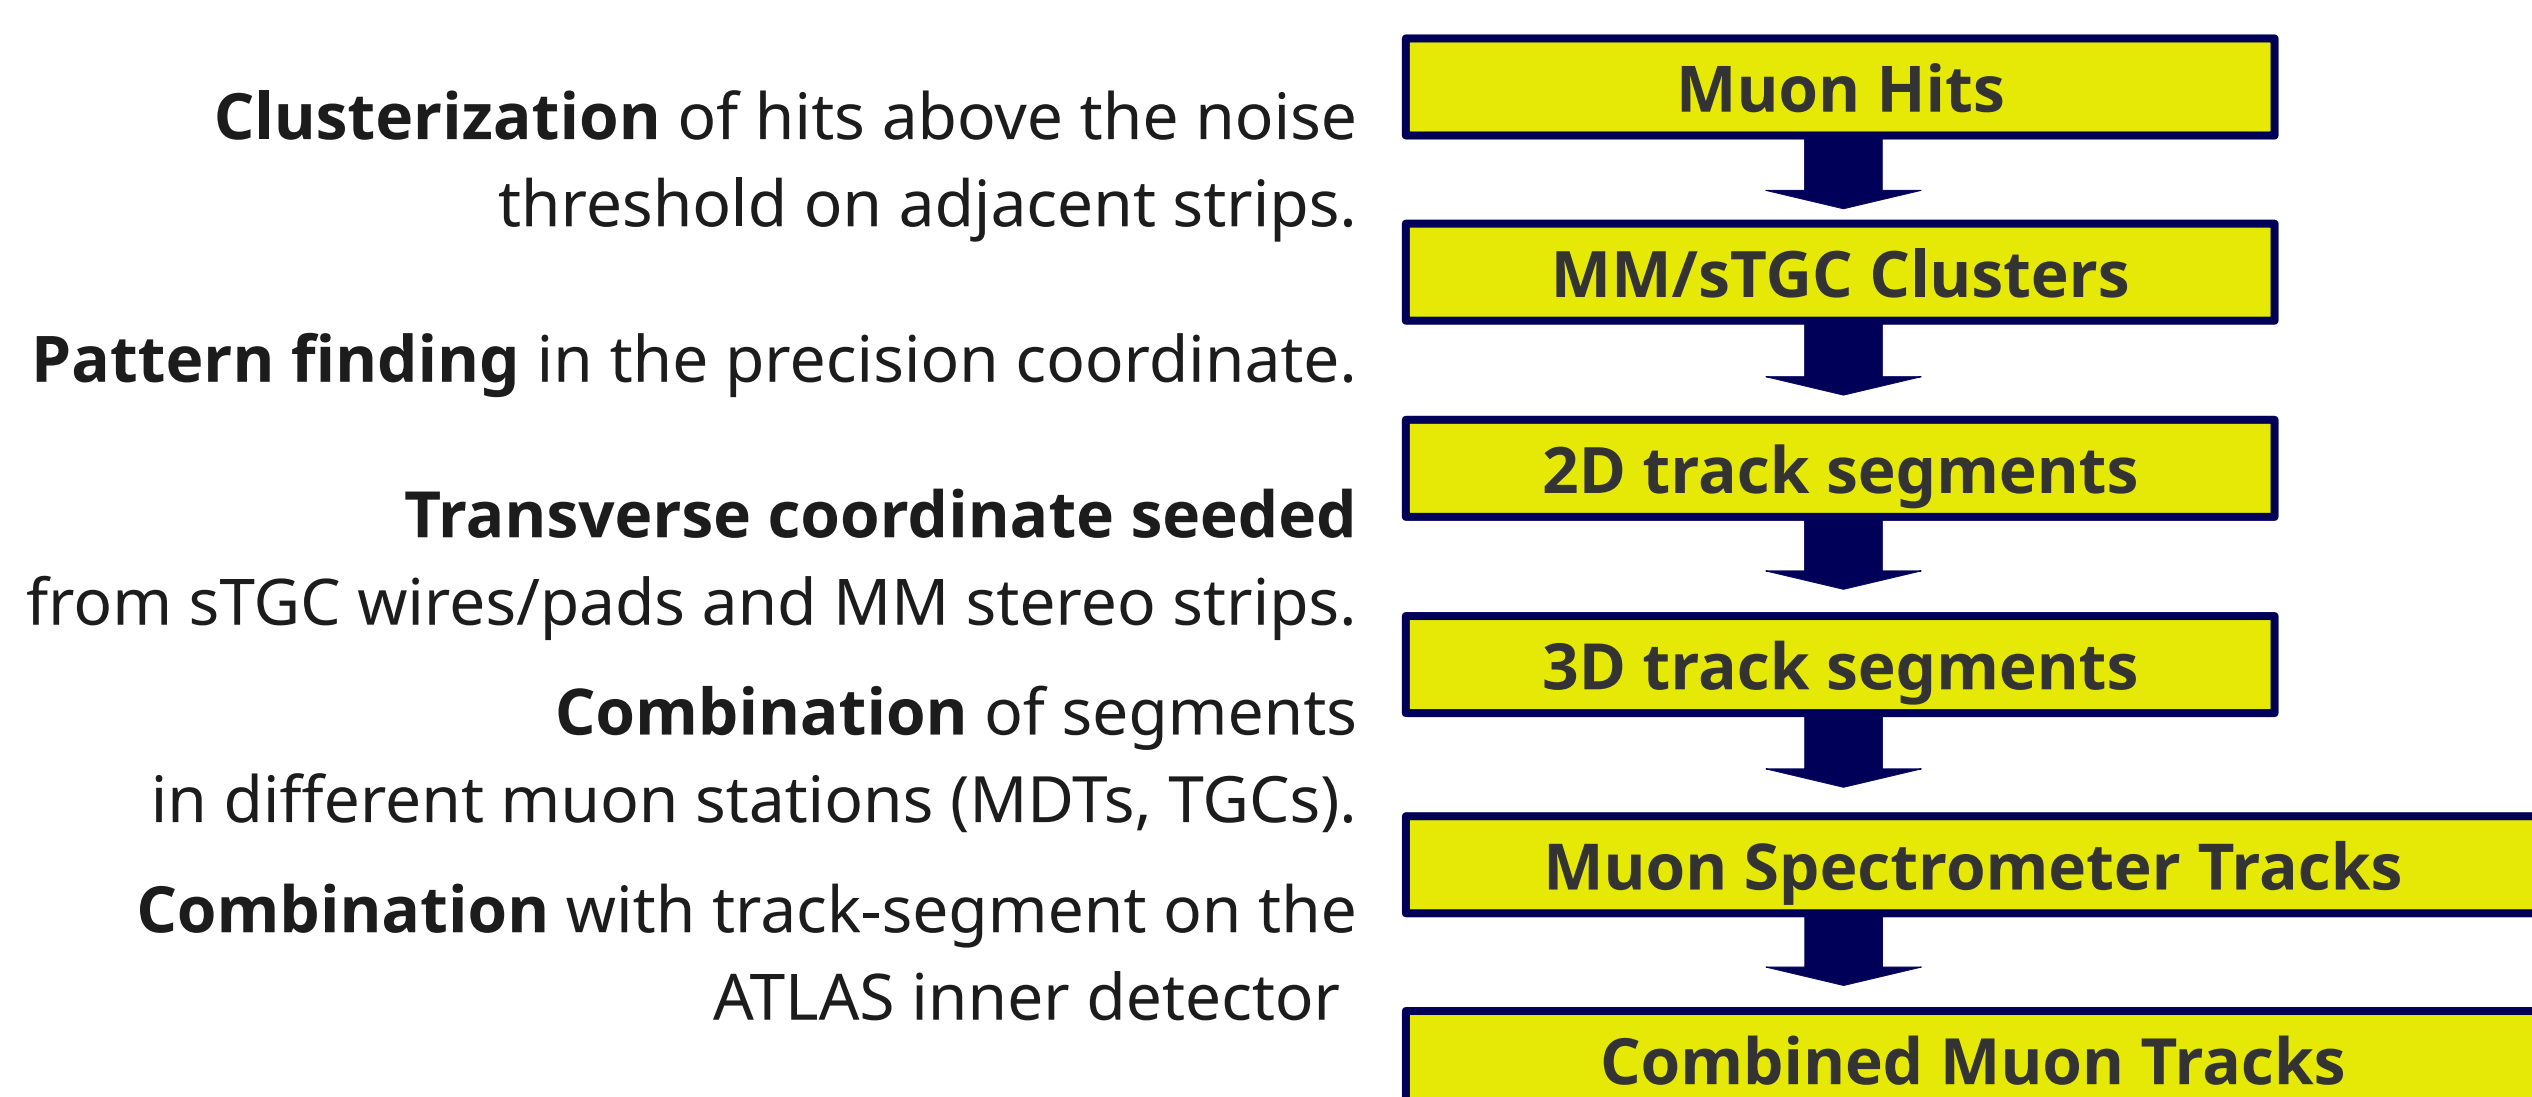 Muon Hits
Clusterization of hits above the noise
threshold on adjacent strips.
MM/sTGC Clusters
Pattern finding in the precision coordinate.
2D track segments
Transverse coordinate seeded
from sTGC wires/pads and MM stereo strips.
3D track segments
Combination of segments
in different muon stations (MDTs, TGCs).
Muon Spectrometer Tracks
Combination with track-segment on the
ATLAS inner detector
Combined Muon Tracks